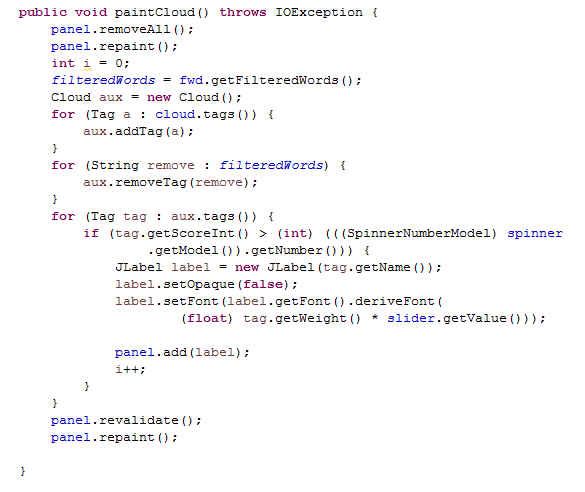 public void paintCloud() throws IOException {
    panel.removeAll();
    panel.repaint();
    int i = 0;
    filteredWords = fwd.getFilteredWords();
    Cloud aux = new Cloud();
    for (Tag a : cloud.tags()) {
        aux.addTag(a);
    }
    for (String remove : filteredWords) {
        aux.removeTag(remove);
    }
    for (Tag tag : aux.tags()) {
        if (tag.getScoreInt() > (int) (((SpinnerNumberModel) spinner
                .getModel()).getNumber())) {
            JLabel label = new JLabel(tag.getName());
            label.setOpaque(false);
            label.setFont(label.getFont().deriveFont(
                    (float) tag.getWeight() * slider.getValue()));

            panel.add(label);
            i++;
        }
    }
    panel.revalidate();
    panel.repaint();

}